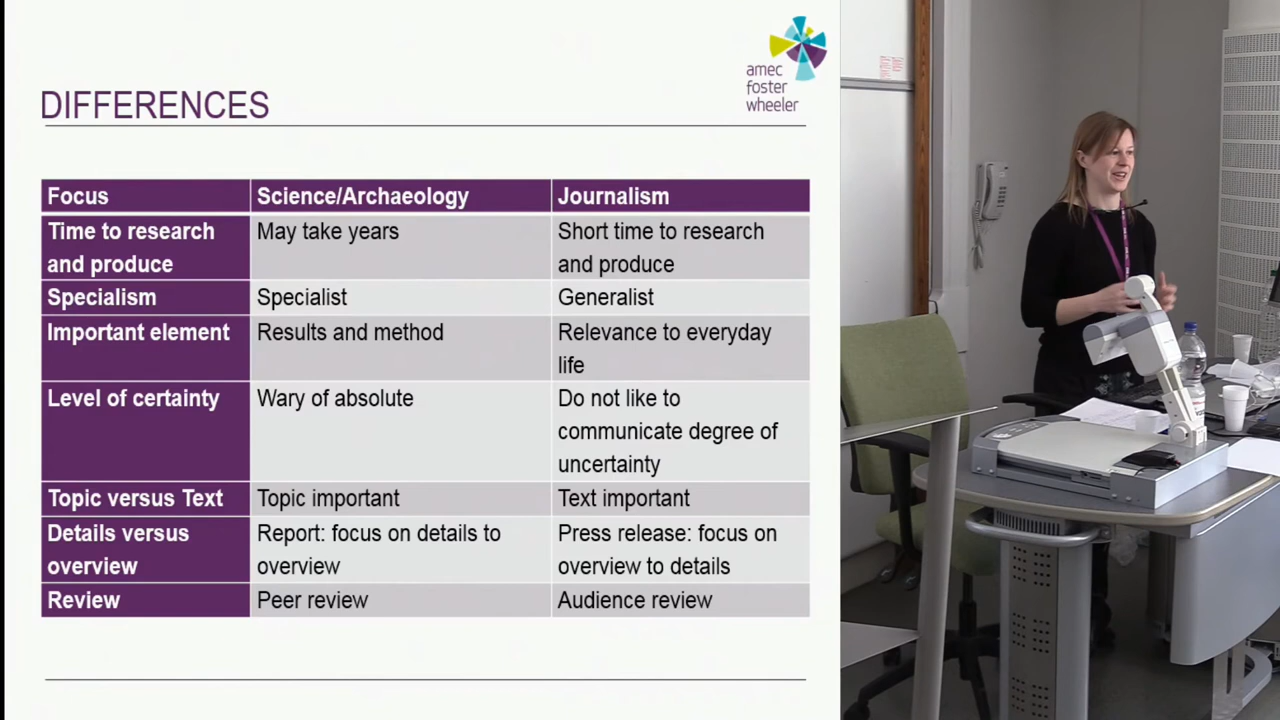 amec
foster
wheeler
DIFFERENCES
Focus
Science/Archaeology
Journalism
Time to research
and produce
May take years
Short time to research
and produce
Specialism
Specialist
Generalist
Important element
Results and method
Relevance to everyday
life
Level of certainty
Wary of absolute
Do not like to
communicate degree of
uncertainty
Topic versus Text
Topic important
Text important
Details versus
overview
Report: focus on details to
overview
Press release: focus on
overview to details
Review
Peer review
Audience review